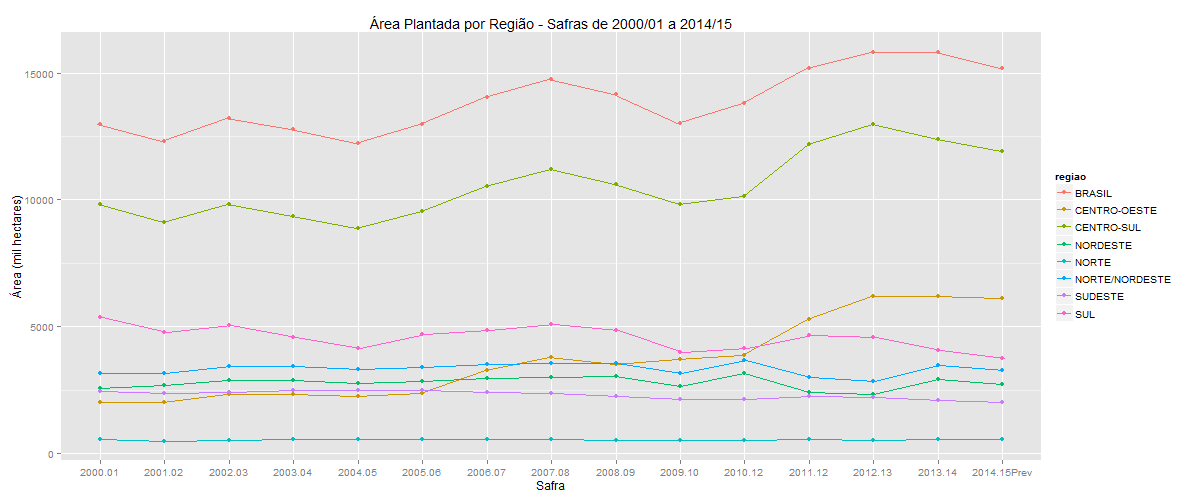 Área Plantada por Região - Safras de 2000/01 a 2014/15
Área (mil hectares)
15000
10000
5000
0
2000.01 2001.02 2002.03 2003.04 2004.05 2005.06 2006.07 2007.08 2008.09 2009.10 2010.12 2011.12 2012.13 2013.14 2014.15Prev
Safra
regiao
BRASIL
CENTRO-OESTE
CENTRO-SUL
NORDESTE
NORTE
NORTE/NORDESTE
SUDESTE
SUL